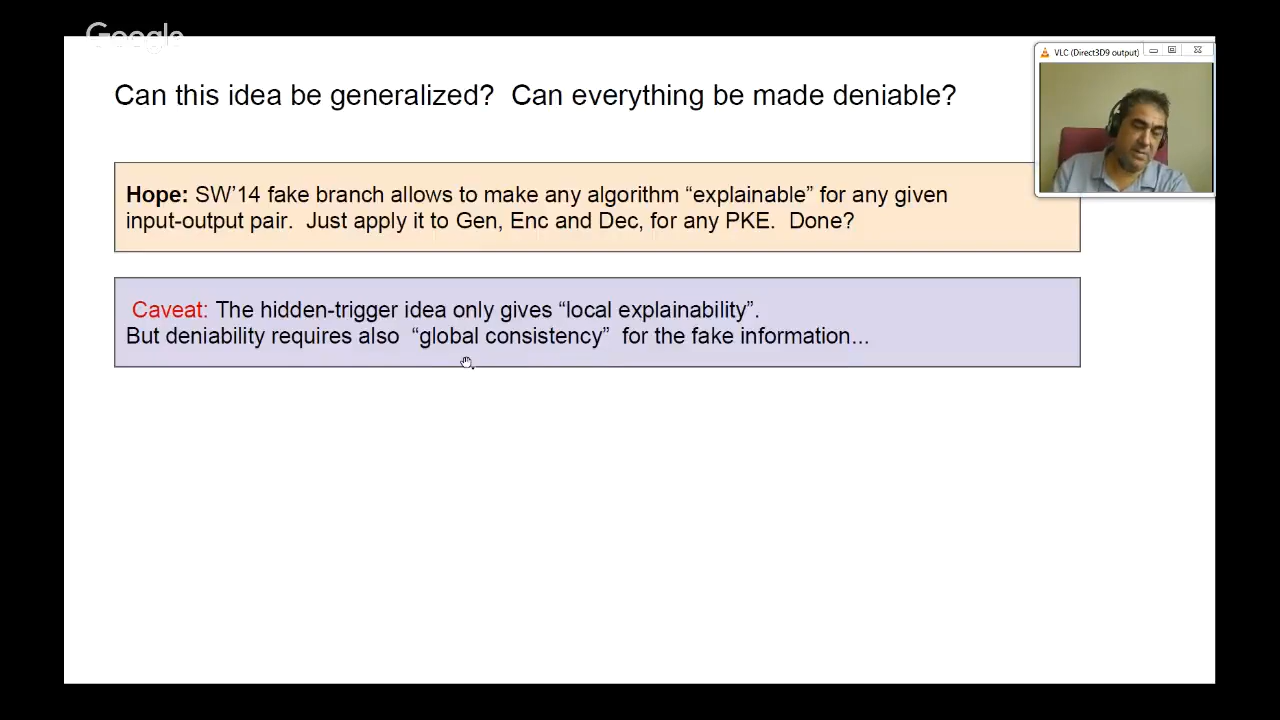 Google
VLC (Direct3D9 output)
Can this idea be generalized? Can everything be made deniable?
Hope: SW’14 fake branch allows to make any algorithm “explainable” for any given
input-output pair. Just apply it to Gen, Enc and Dec, for any PKE. Done?
Caveat: The hidden-trigger idea only gives “local explainability”.
But deniability requires also “global consistency” for the fake information...